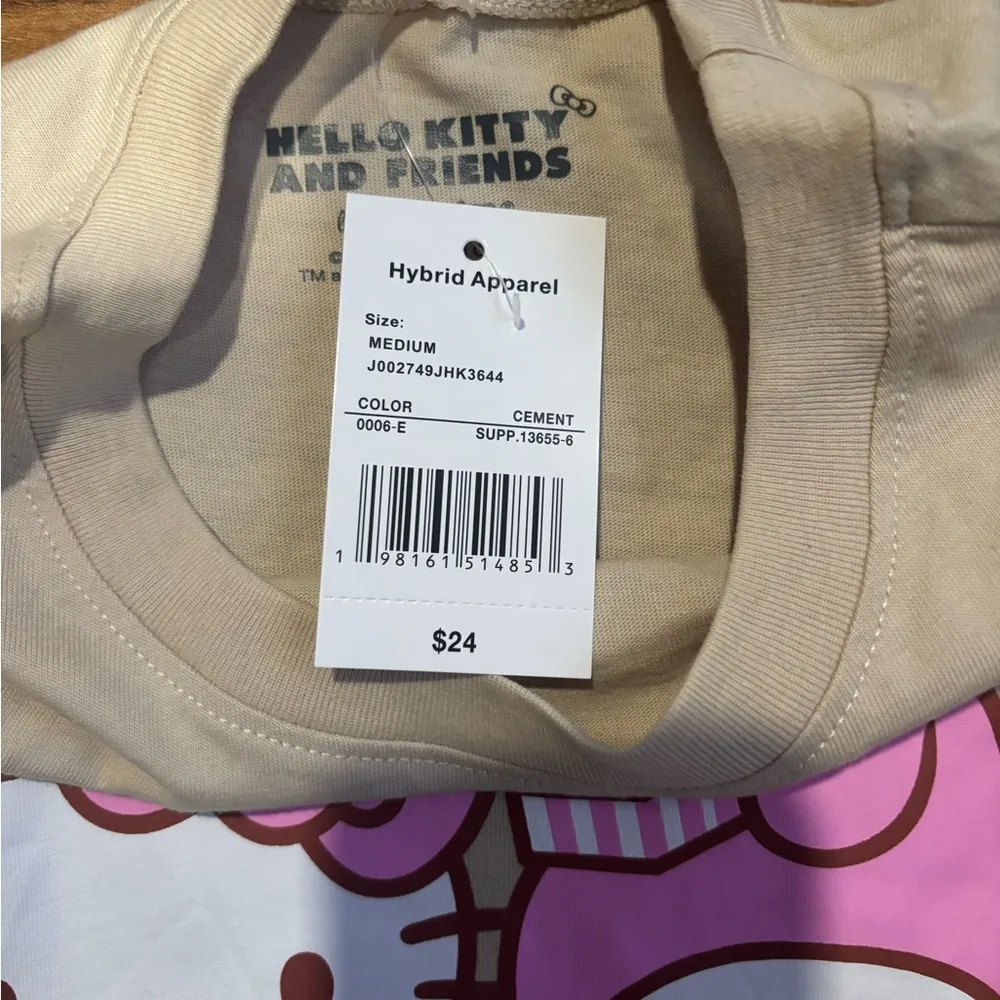 HELLO KITTY
AND FRIENDS
TM
Hybrid Apparel
Size:
MEDIUM
J002749JHK3644
COLOR CEMENT
0006-E SUPP.13655-6
1 98161 51485 3
$24